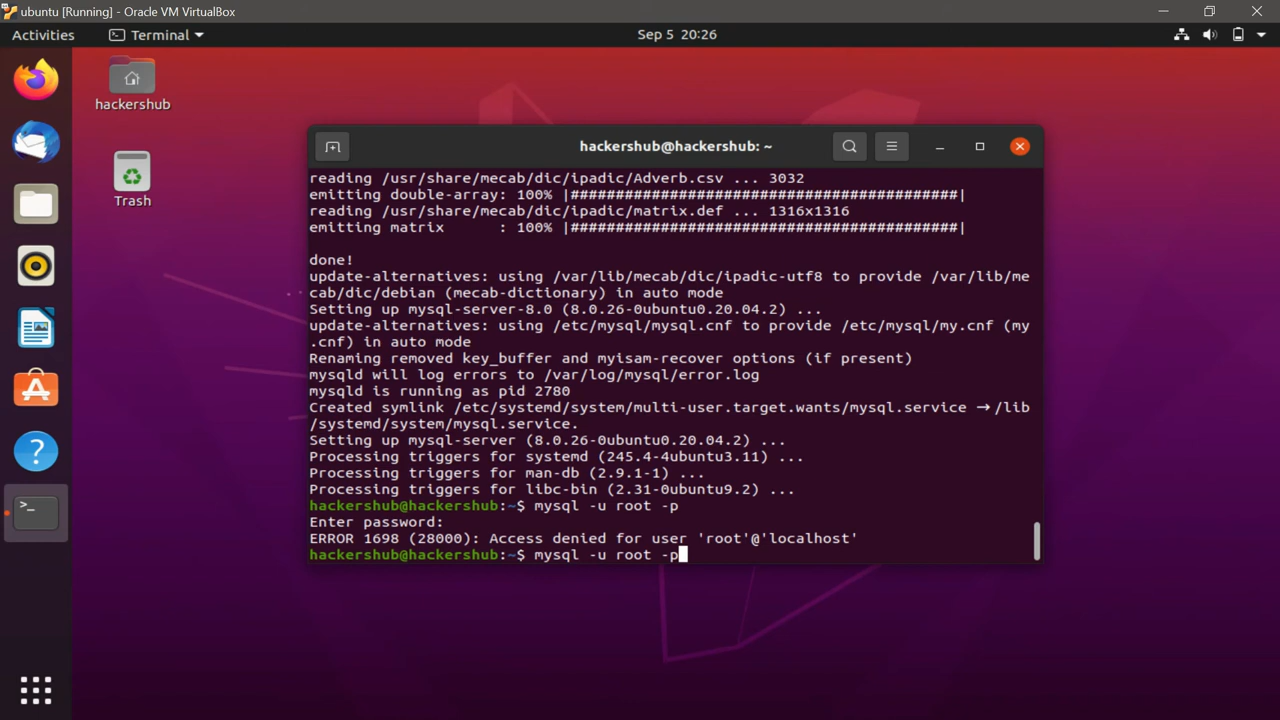 ubuntu [Running] - Oracle VM VirtualBox
Activities
Terminal
Sep 5 20:26
hackershub
Trash
hackershub@hackershub: ~
reading /usr/share/mecab/dic/ipadic/Adverb.csv ... 3032
emitting double-array: 100% |###########################################|
reading /usr/share/mecab/dic/ipadic/matrix.def ... 1316x1316
emitting matrix      : 100% |###########################################|
done!
update-alternatives: using /var/lib/mecab/dic/ipadic-utf8 to provide /var/lib/me
cab/dic/debian (mecab-dictionary) in auto mode
Setting up mysql-server-8.0 (8.0.26-0ubuntu0.20.04.2) ...
update-alternatives: using /etc/mysql/mysql.cnf to provide /etc/mysql/my.cnf (my
.cnf) in auto mode
Renaming removed key_buffer and myisam-recover options (if present)
mysqld will log errors to /var/log/mysql/error.log
mysqld is running as pid 2780
Created symlink /etc/systemd/system/multi-user.target.wants/mysql.service → /lib
/systemd/system/mysql.service.
Setting up mysql-server (8.0.26-0ubuntu0.20.04.2) ...
Processing triggers for systemd (245.4-4ubuntu3.11) ...
Processing triggers for man-db (2.9.1-1) ...
Processing triggers for libc-bin (2.31-0ubuntu9.2) ...
hackershub@hackershub:~$ mysql -u root -p
Enter password:
ERROR 1698 (28000): Access denied for user 'root'@'localhost'
hackershub@hackershub:~$ mysql -u root -p